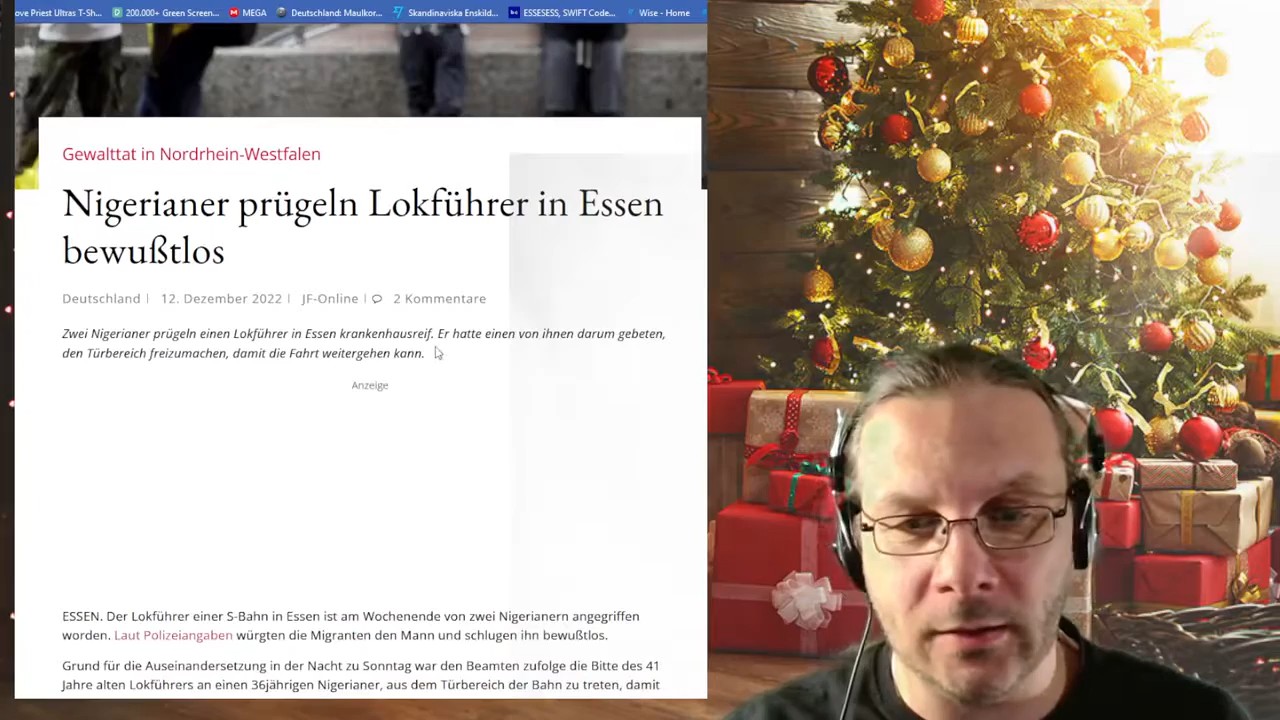 ove Priest Ultras T-Sh... 200.000+ Green Screen... MEGA Deutschland: Maulkor... Skandinaviska Enskild... bc ESSESESS, SWIFT Code... Wise - Home
Gewalttat in Nordrhein-Westfalen
Nigerianer prügeln Lokführer in Essen
bewußtlos
Deutschland | 12. Dezember 2022 | JF-Online | 2 Kommentare
Zwei Nigerianer prügeln einen Lokführer in Essen krankenhausreif. Er hatte einen von ihnen darum gebeten,
den Türbereich freizumachen, damit die Fahrt weitergehen kann.
Anzeige
ESSEN. Der Lokführer einer S-Bahn in Essen ist am Wochenende von zwei Nigerianern angegriffen
worden. Laut Polizeiangaben würgten die Migranten den Mann und schlugen ihn bewußtlos.
Grund für die Auseinandersetzung in der Nacht zu Sonntag war den Beamten zufolge die Bitte des 41
Jahre alten Lokführers an einen 36jährigen Nigerianer, aus dem Türbereich der Bahn zu treten, damit